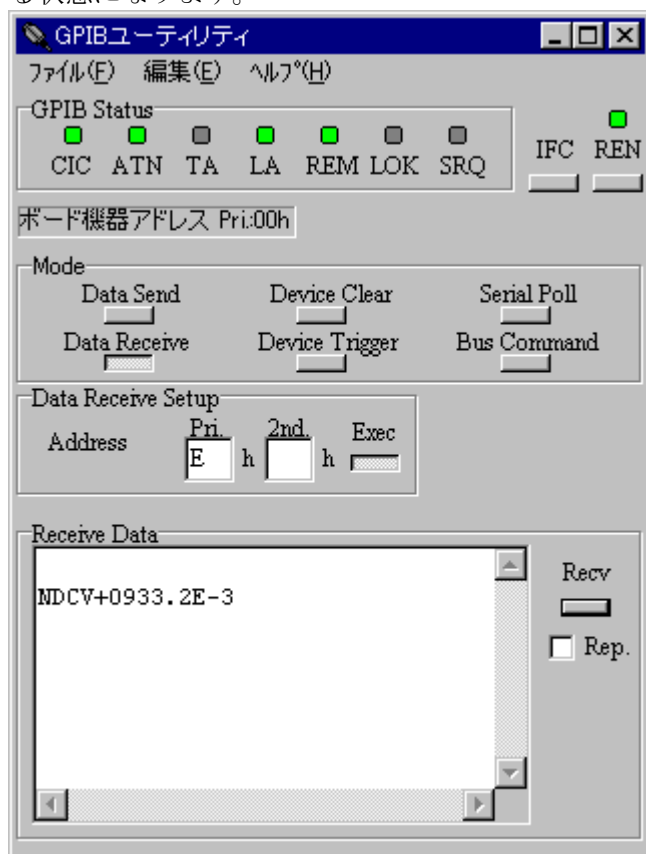 る状態になります。
GPIBユーティリティ
ファイル(F) 編集(E) ヘルプ(H)
GPIB Status
CIC ATN TA LA REM LOK SRQ
IFC REN
ボード機器アドレス Pri.:00h
Mode
Data Send Device Clear Serial Poll
Data Receive Device Trigger Bus Command
Data Receive Setup
Address Pri. 2nd. Exec
E h h
Receive Data
NDCV+0933.2E-3
Recv
Rep.